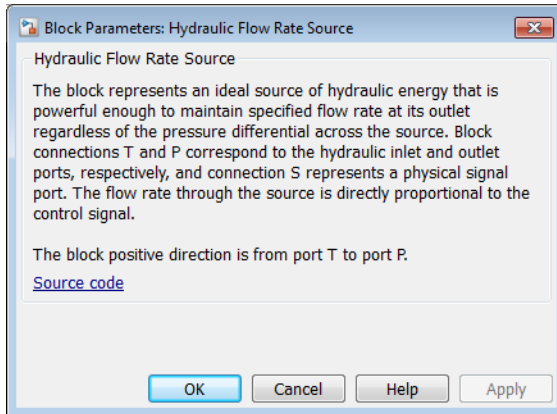 Block Parameters: Hydraulic Flow Rate Source
Hydraulic Flow Rate Source
The block represents an ideal source of hydraulic energy that is
powerful enough to maintain specified flow rate at its outlet
regardless of the pressure differential across the source. Block
connections T and P correspond to the hydraulic inlet and outlet
ports, respectively, and connection S represents a physical signal
port. The flow rate through the source is directly proportional to the
control signal.
The block positive direction is from port T to port P.
Source code
OK Cancel Help Apply